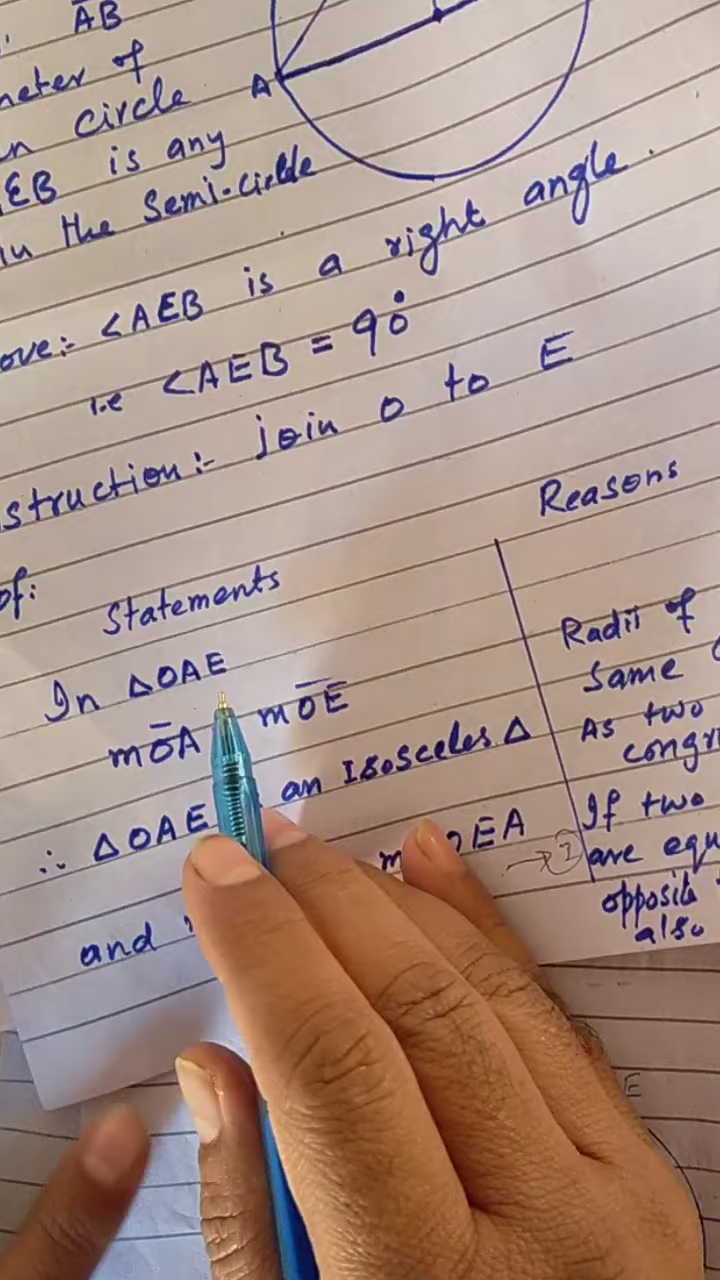 AB
meter of
circle
A
EB is any
in the Semi-circle
ove:- <AEB is a right angle.
i.e <AEB = 90°
struction:- join O to E
Reasons
of:
Statements
In ΔOAE
Radii of
Same
mOA mOE
As two
congr
∴ ΔOAE an Isosceles Δ
If two
OEA
→ I
are equ
opposite
and
also
E